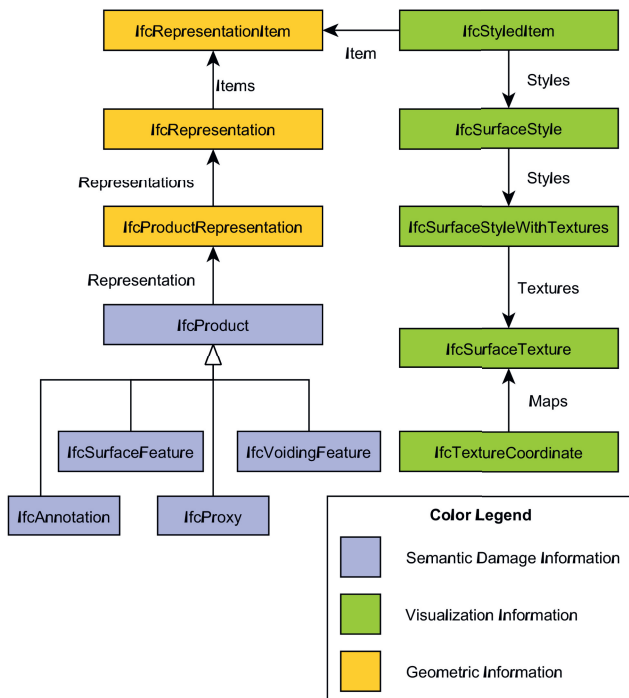 IfcRepresentationItem
IfcStyledItem
Item
Items
Styles
IfcRepresentation
IfcSurfaceStyle
Representations
Styles
IfcProductRepresentation
IfcSurfaceStyleWithTextures
Representation
Textures
IfcProduct
IfcSurfaceTexture
Maps
IfcSurfaceFeature
IfcVoidingFeature
IfcTextureCoordinate
IfcAnnotation
IfcProxy
Color Legend
Semantic Damage Information
Visualization Information
Geometric Information